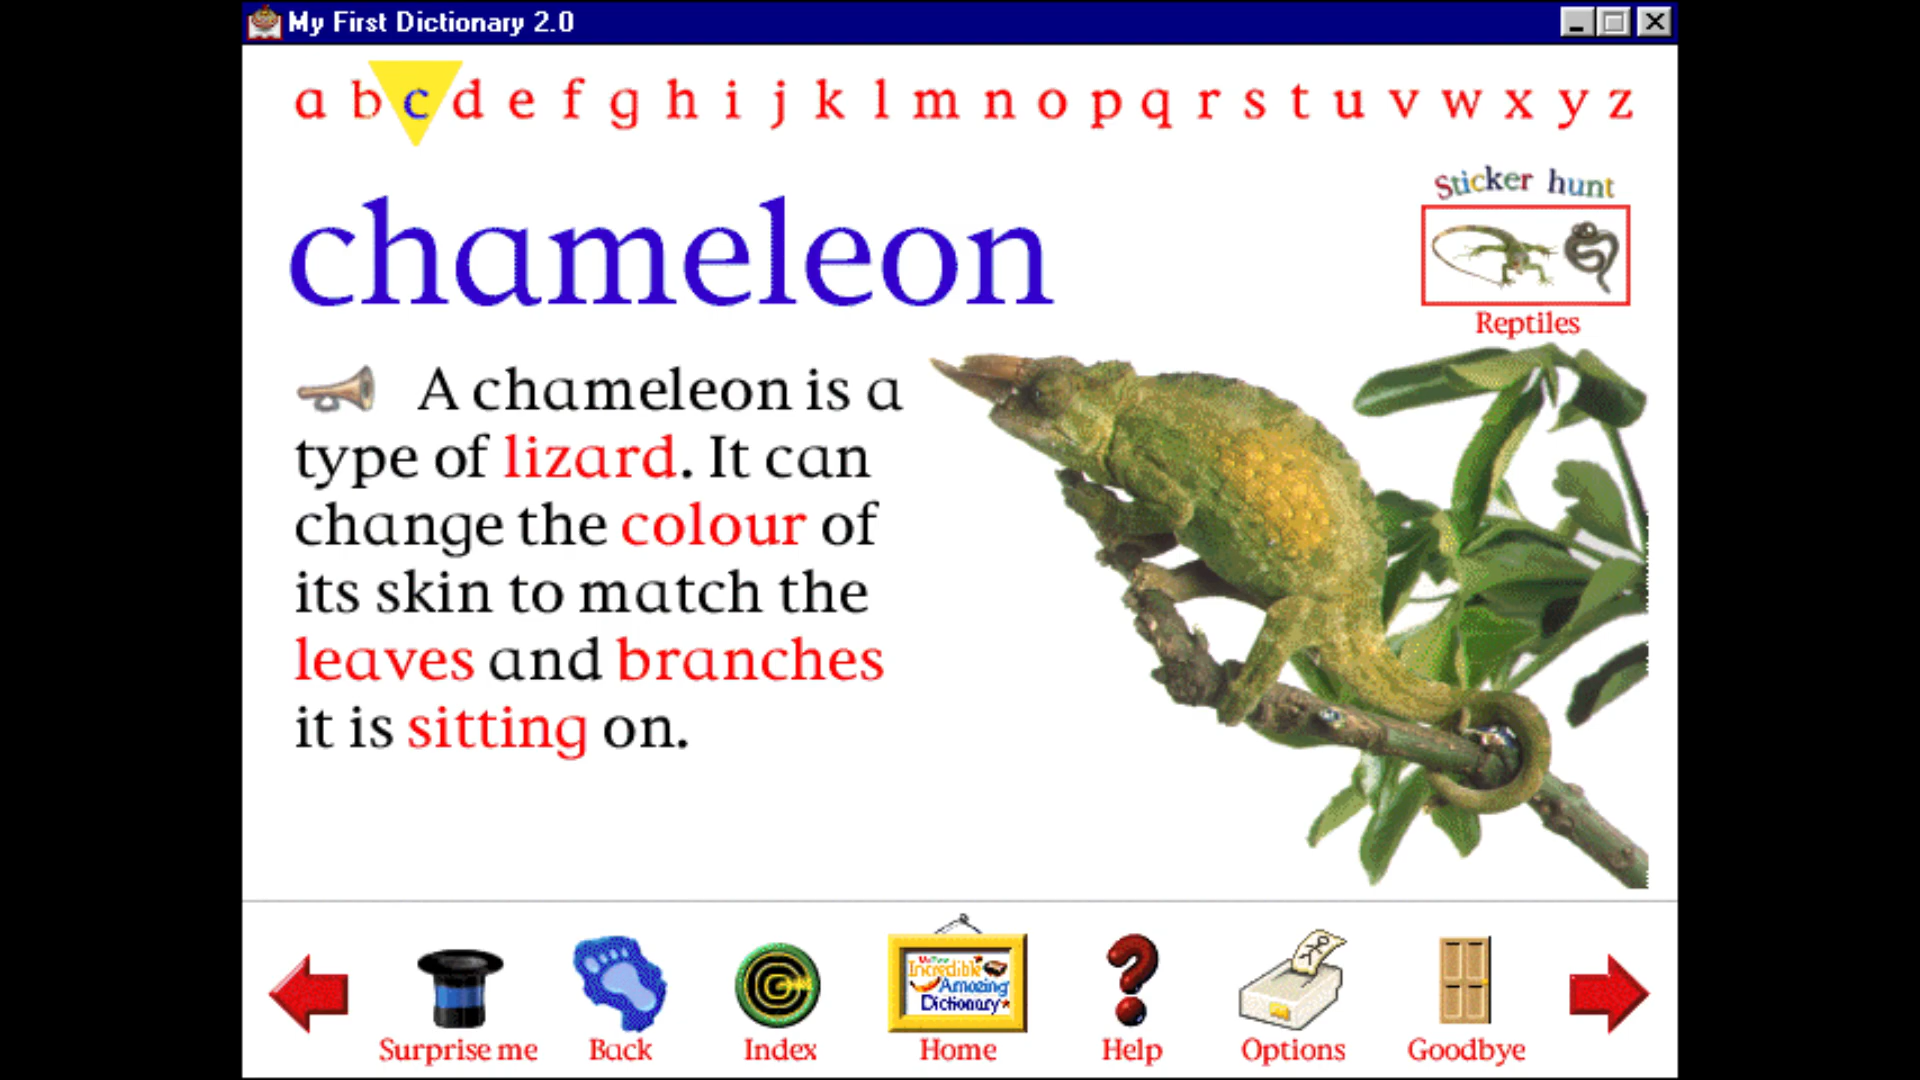 My First Dictionary 2.0
a b c d e f g h i j k l m n o p q r s t u v w x y z
Sticker hunt
chameleon
Reptiles
A chameleon is a
type of lizard. It can
change the colour of
its skin to match the
leaves and branches
it is sitting on.
My First
Incredible
Amazing
Dictionary
Surprise me Back Index Home Help Options Goodbye